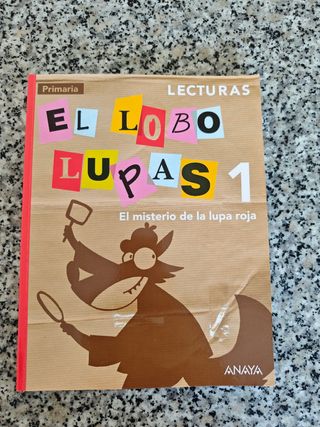 Primaria
LECTURAS
EL LOBO
LUPAS 1
El misterio de la lupa roja
ANAYA